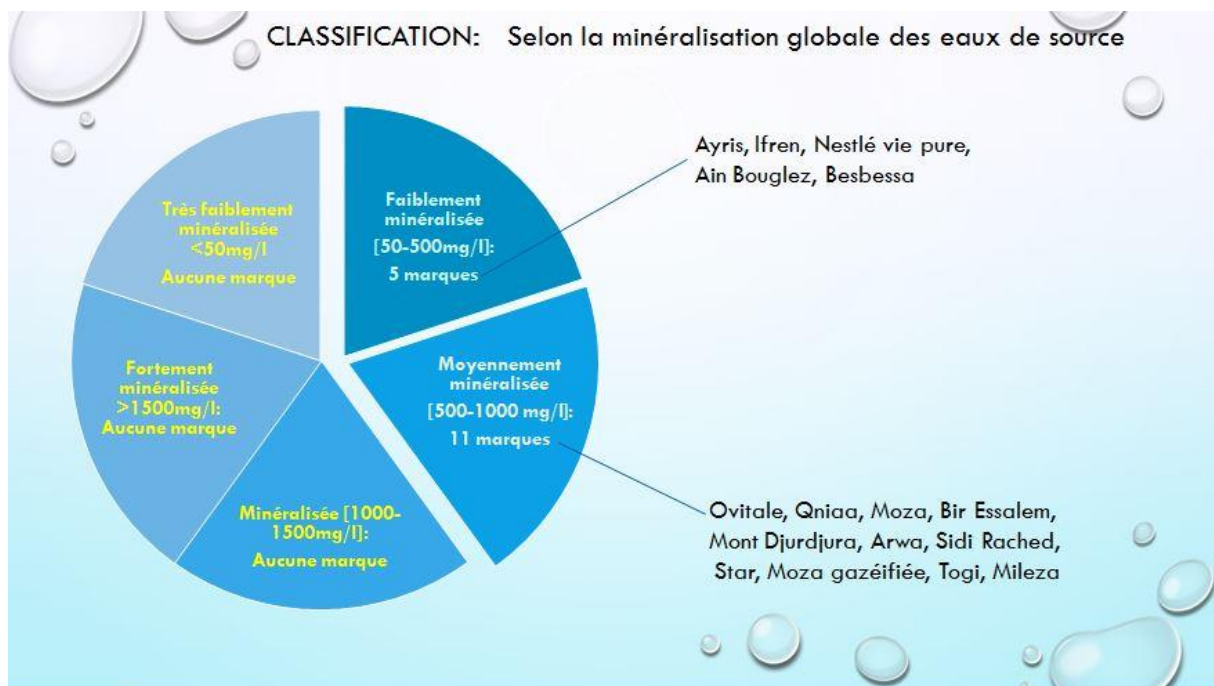 CLASSIFICATION: Selon la minéralisation globale des eaux de source
Très faiblement
minéralisée
<50mg/l
Aucune marque
Faiblement
minéralisée
[50-500mg/l]:
5 marques
Ayris, Ifren, Nestlé vie pure,
Ain Bouglez, Besbessa
Fortement
minéralisée
>1500mg/l:
Aucune marque
Moyennement
minéralisée
[500-1000 mg/l]:
11 marques
Minéralisée [1000-
1500mg/l]:
Aucune marque
Ovitale, Qniaa, Moza, Bir Essalem,
Mont Djurdjura, Arwa, Sidi Rached,
Star, Moza gazéifiée, Togi, Mileza